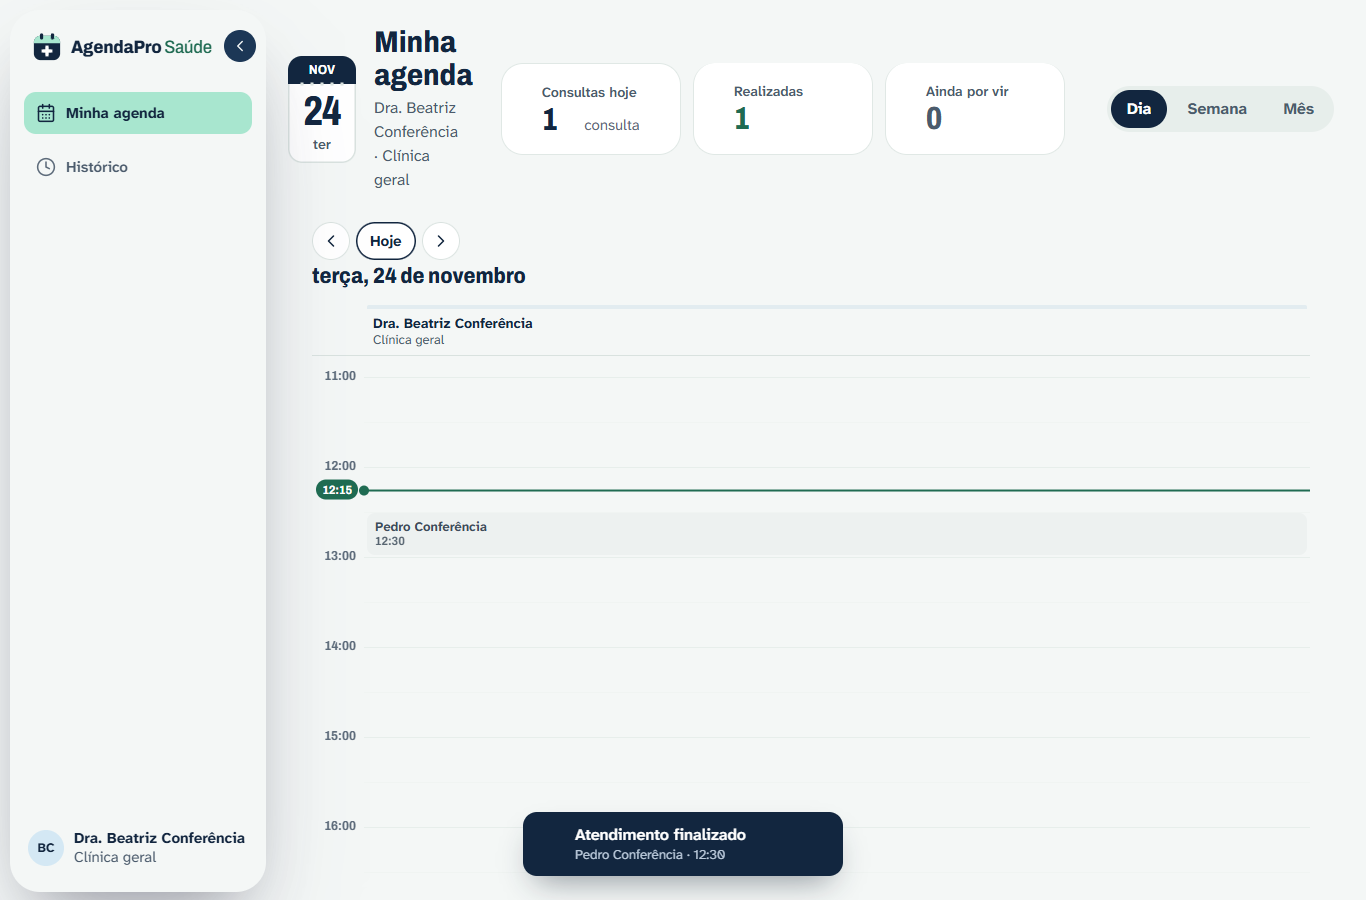 AgendaPro Saúde
Minha agenda
Histórico
NOV
24
ter
Minha
agenda
Dra. Beatriz
Conferência
· Clínica
geral
Consultas hoje
1 consulta
Realizadas
1
Ainda por vir
0
Dia Semana Mês
Hoje
terça, 24 de novembro
Dra. Beatriz Conferência
Clínica geral
11:00
12:00
12:15
Pedro Conferência
12:30
13:00
14:00
15:00
16:00
Atendimento finalizado
Pedro Conferência · 12:30
BC
Dra. Beatriz Conferência
Clínica geral